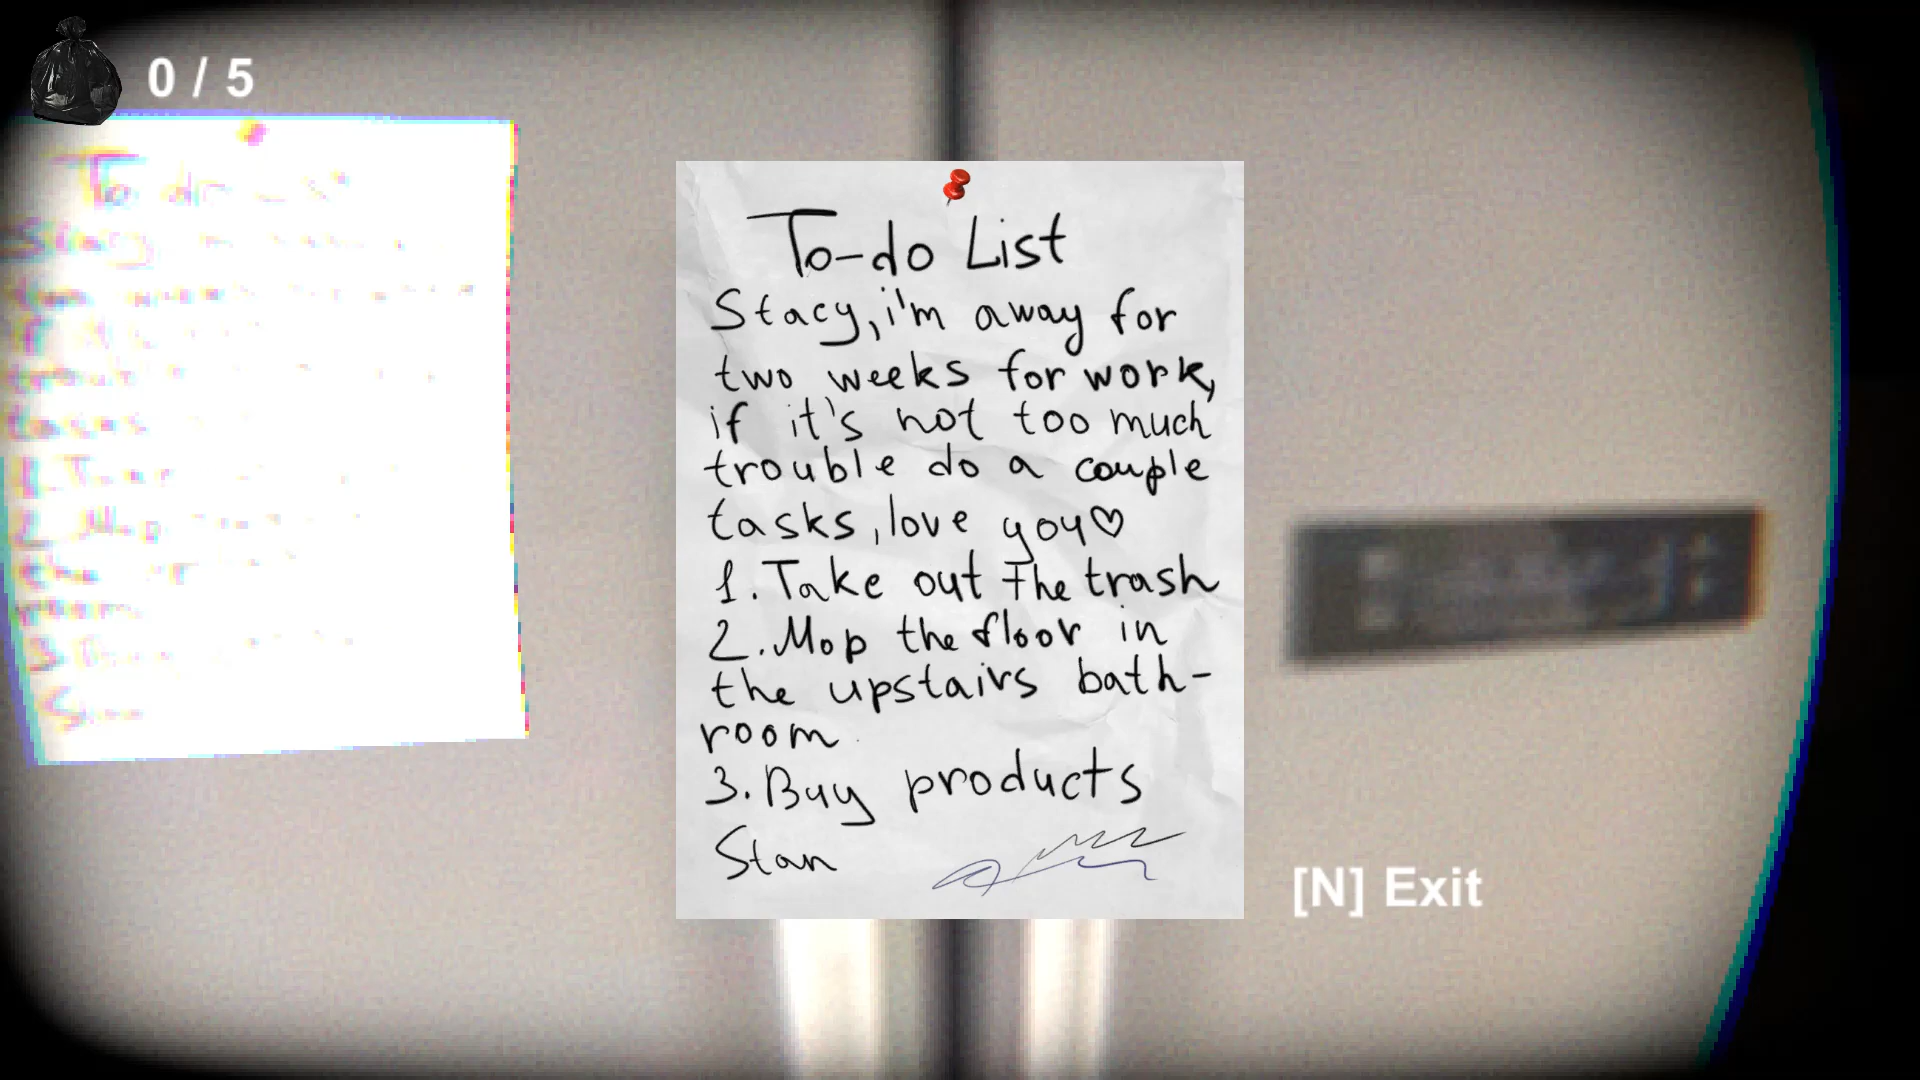 0 / 5
To-do List
Stacy, i'm away for
two weeks for work,
if it's not too much
trouble do a couple
tasks, love you♡
1. Take out the trash
2. Mop the floor in
the upstairs bath-
room
3. Buy products
Stan
[N] Exit